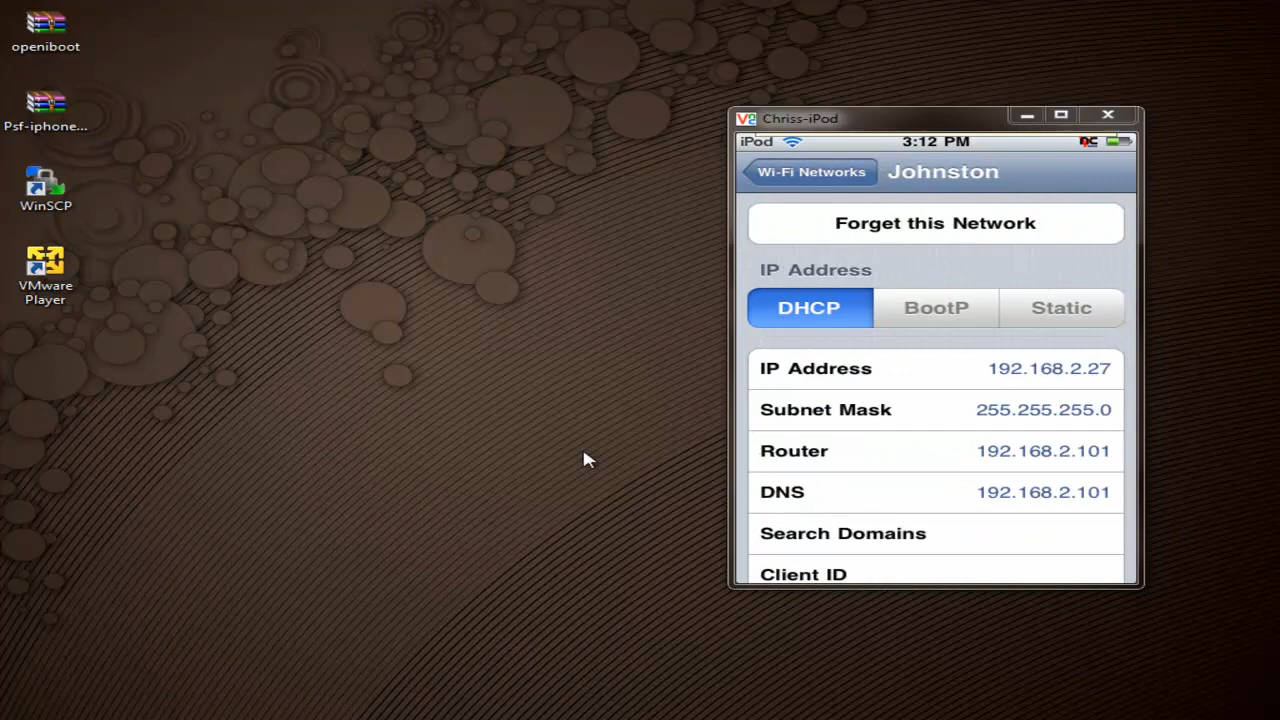 openiboot
Psf-iphone...
WinSCP
VMware
Player
V2 Chriss-iPod
iPod 3:12 PM
Wi-Fi Networks Johnston
Forget this Network
IP Address
DHCP BootP Static
IP Address 192.168.2.27
Subnet Mask 255.255.255.0
Router 192.168.2.101
DNS 192.168.2.101
Search Domains
Client ID